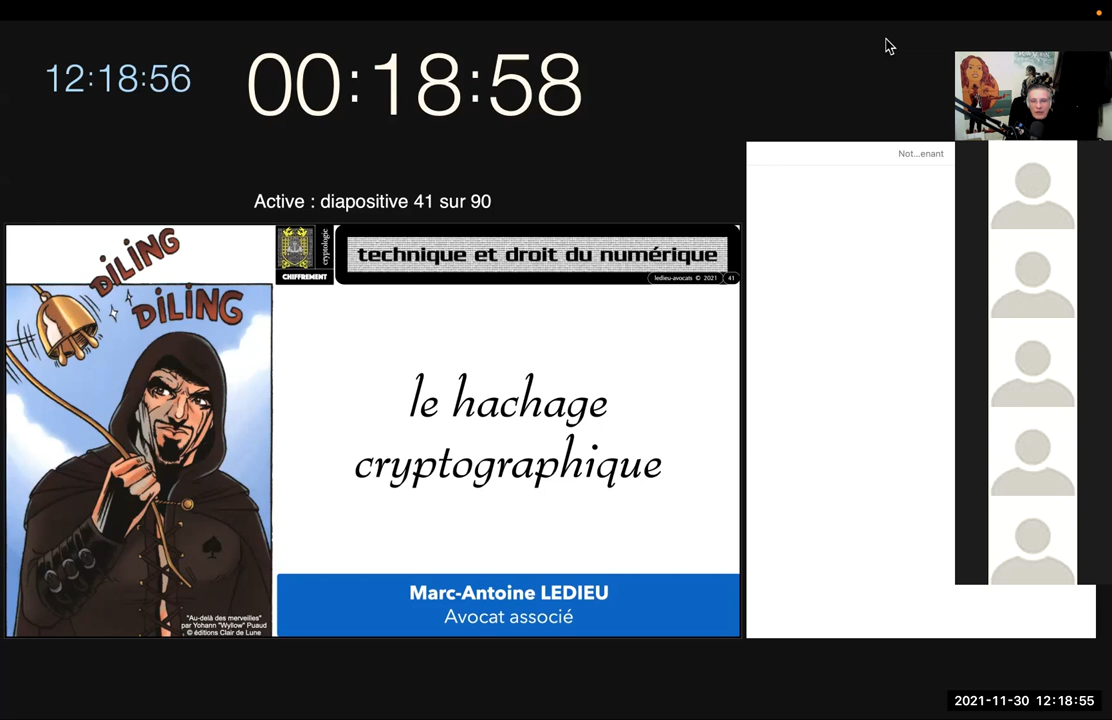 12:18:56
00:18:58
Not...enant
Active : diapositive 41 sur 90
DiLiNG
DiLiNG
cryptologie
CHIFFREMENT
technique et droit du numérique
ledieu-avocats © 2021
41
le hachage
cryptographique
Marc-Antoine LEDIEU
Avocat associé
"Au-delà des merveilles"
par Yohann "Wyllow" Puaud
© éditions Clair de Lune
2021-11-30 12:18:55